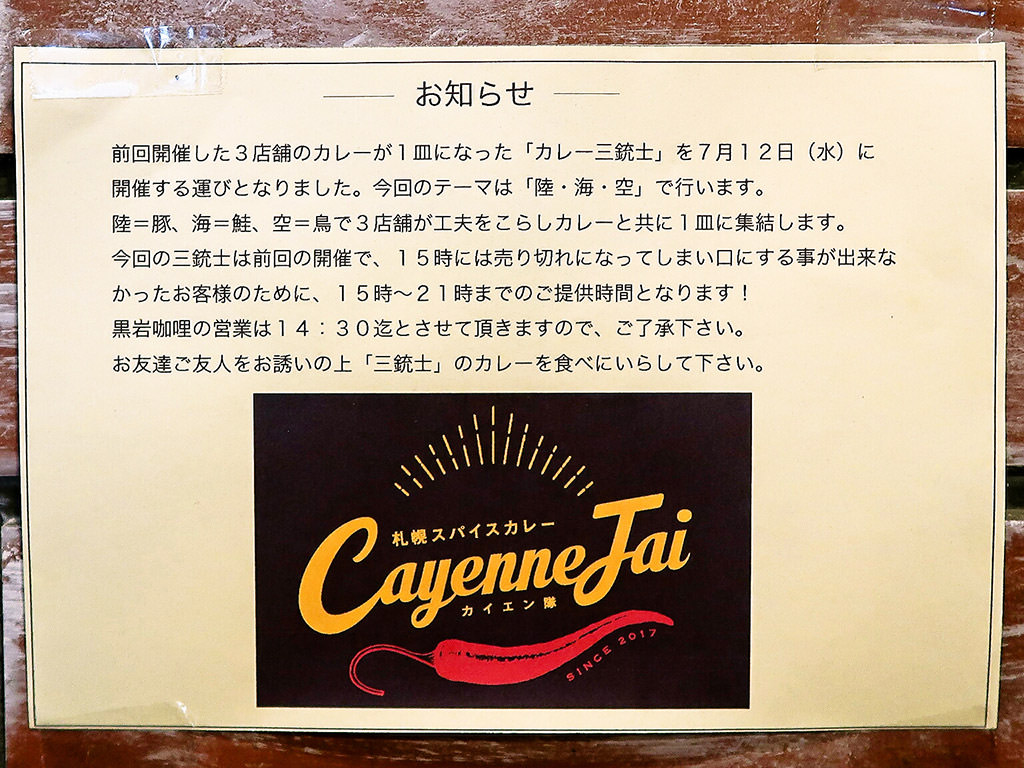 お知らせ
前回開催した３店舗のカレーが１皿になった「カレー三銃士」を７月１２日（水）に
開催する運びとなりました。今回のテーマは「陸・海・空」で行います。
陸＝豚、海＝鮭、空＝鳥で３店舗が工夫をこらしカレーと共に１皿に集結します。
今回の三銃士は前回の開催で、１５時には売り切れになってしまい口にする事が出来な
かったお客様のために、１５時〜２１時までのご提供時間となります！
黒岩咖哩の営業は１４：３０迄とさせて頂きますので、ご了承下さい。
お友達ご友人をお誘いの上「三銃士」のカレーを食べにいらして下さい。
札幌スパイスカレー
Cayenne Jai
カイエン隊
SINCE 2017